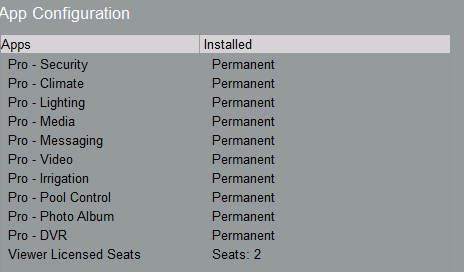 App Configuration
Apps Installed
Pro - Security Permanent
Pro - Climate Permanent
Pro - Lighting Permanent
Pro - Media Permanent
Pro - Messaging Permanent
Pro - Video Permanent
Pro - Irrigation Permanent
Pro - Pool Control Permanent
Pro - Photo Album Permanent
Pro - DVR Permanent
Viewer Licensed Seats Seats: 2